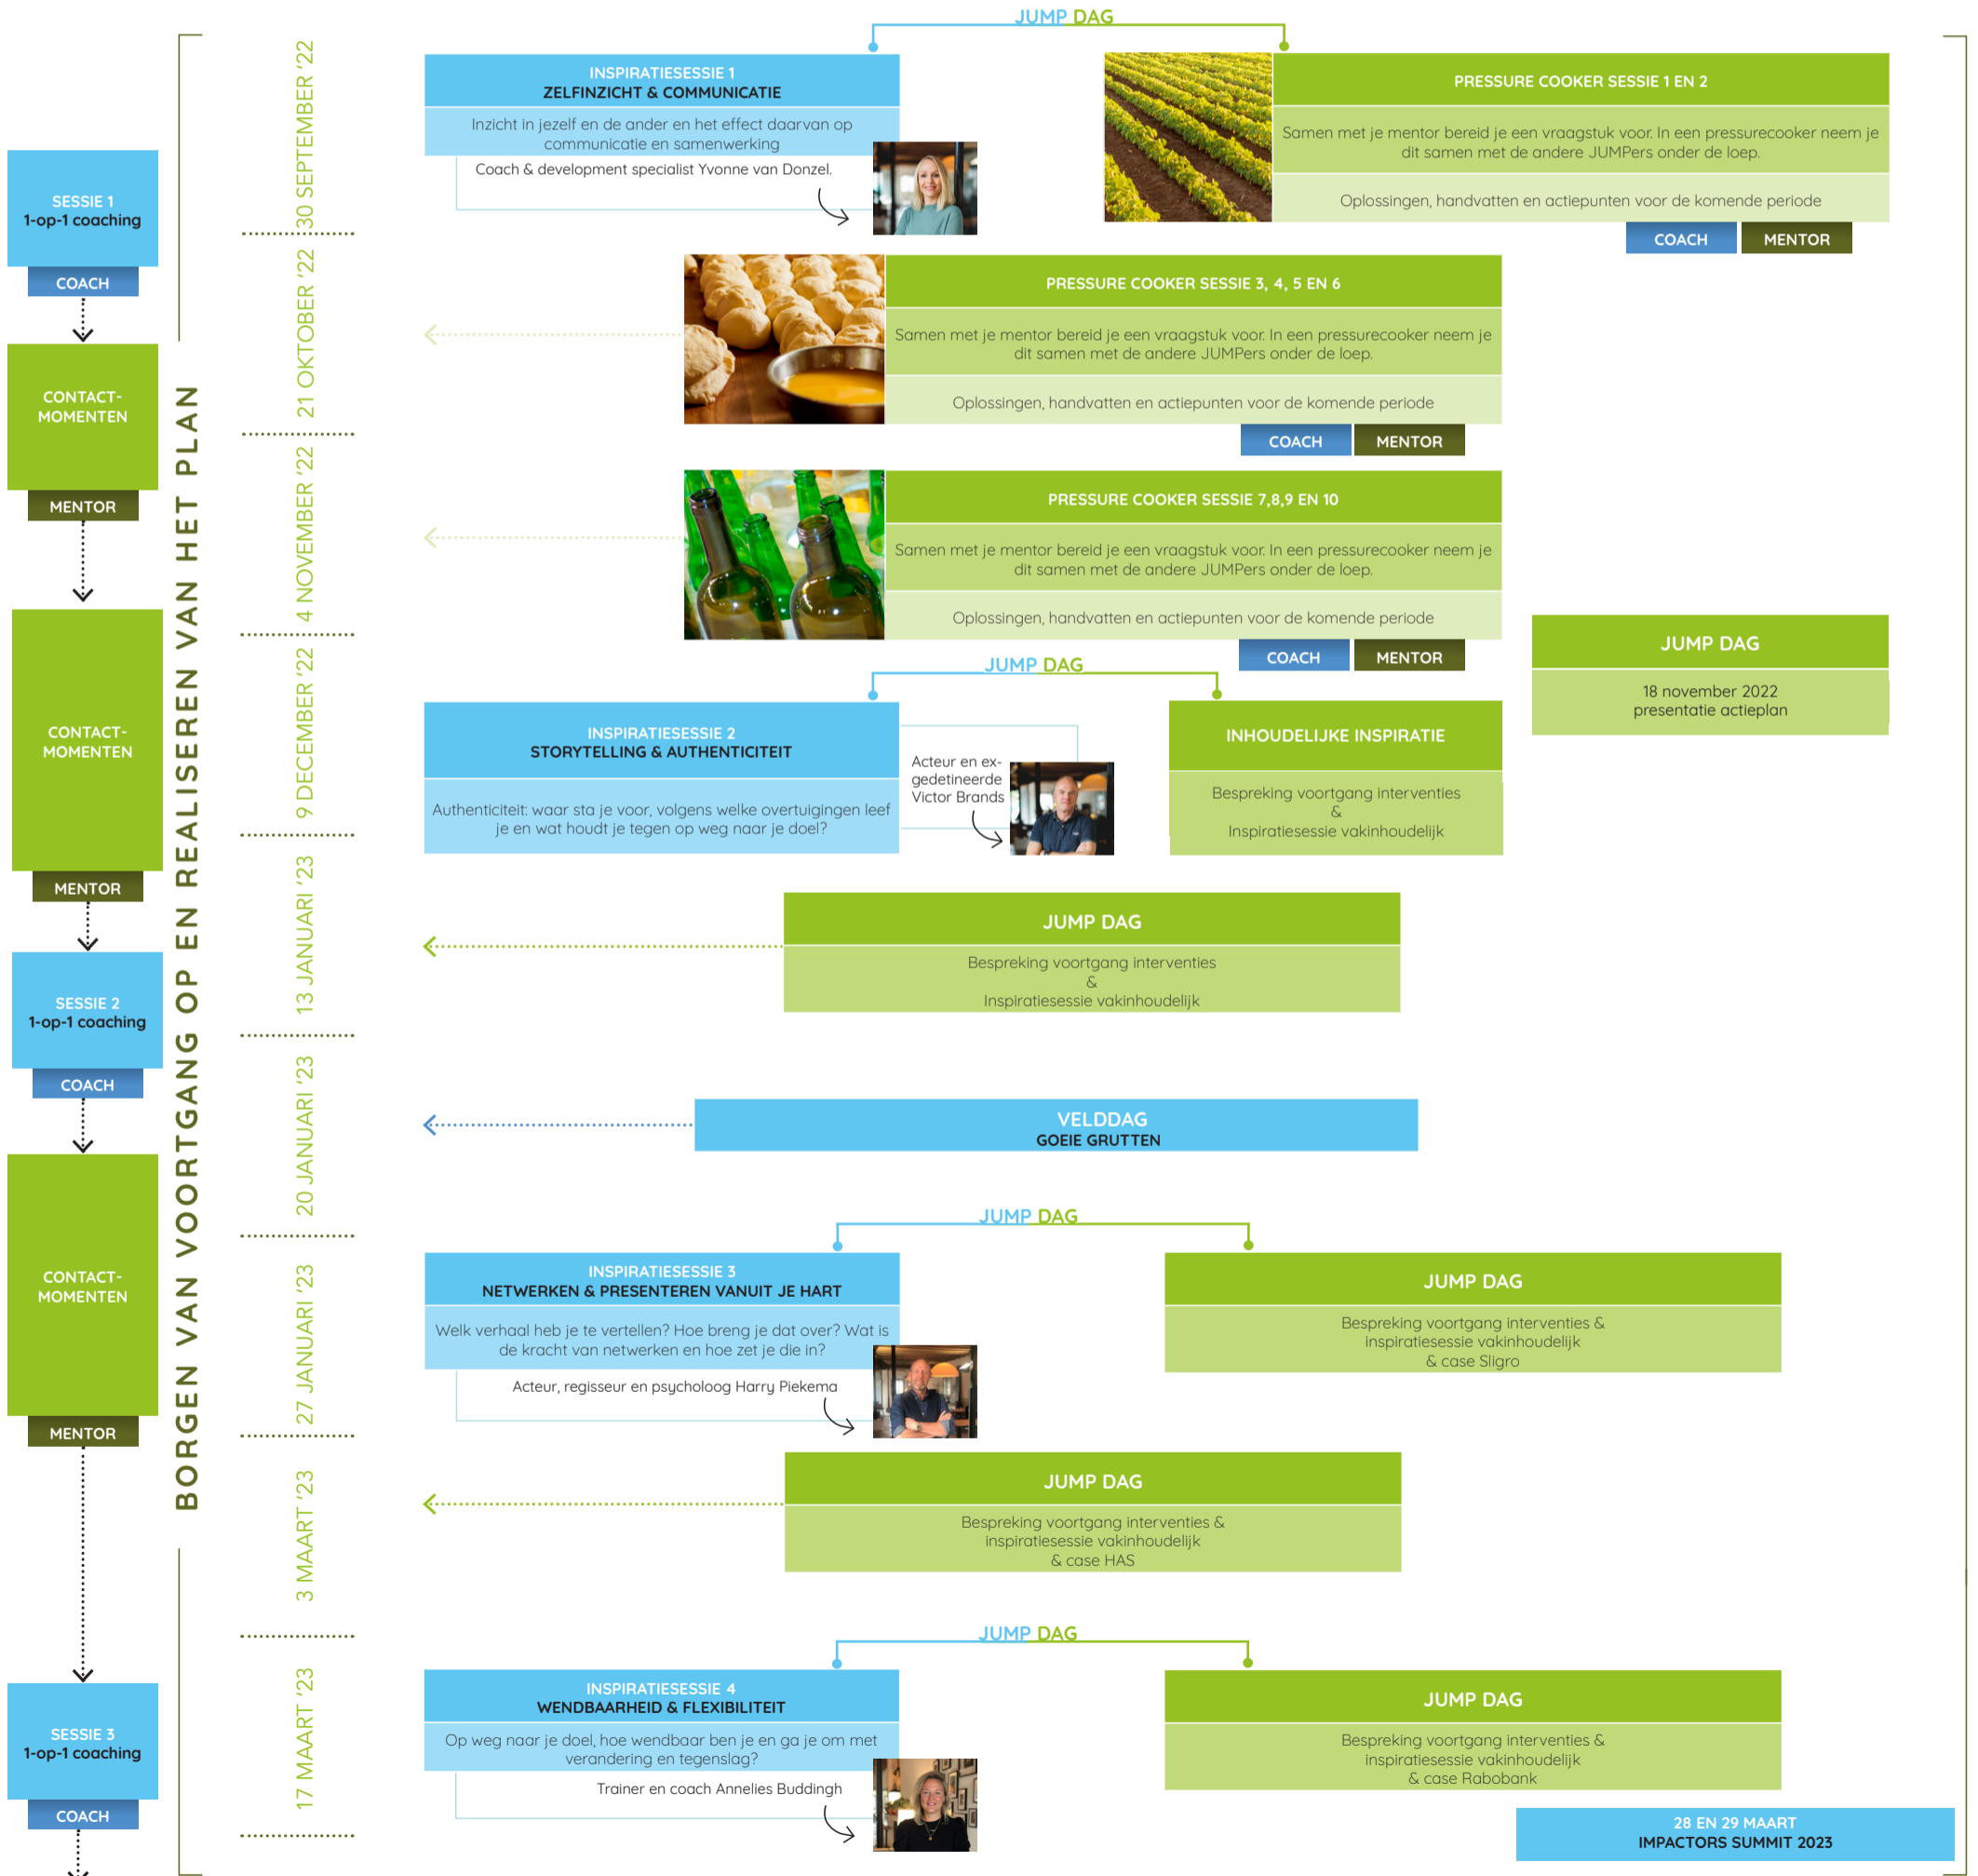 JUMP DAG
30 SEPTEMBER '22
INSPIRATIESESSIE 1
ZELFINZICHT & COMMUNICATIE
Inzicht in jezelf en de ander en het effect daarvan op
communicatie en samenwerking
Coach & development specialist Yvonne van Donzel.
PRESSURE COOKER SESSIE 1 EN 2
Samen met je mentor bereid je een vraagstuk voor. In een pressurecooker neem je
dit samen met de andere JUMPers onder de loep.
Oplossingen, handvatten en actiepunten voor de komende periode
COACH
MENTOR
SESSIE 1
1-op-1 coaching
COACH
CONTACT-
MOMENTEN
MENTOR
CONTACT-
MOMENTEN
MENTOR
SESSIE 2
1-op-1 coaching
COACH
CONTACT-
MOMENTEN
MENTOR
SESSIE 3
1-op-1 coaching
COACH
BORGEN VAN VOORTGANG OP EN REALISEREN VAN HET PLAN
21 OKTOBER '22
PRESSURE COOKER SESSIE 3, 4, 5 EN 6
Samen met je mentor bereid je een vraagstuk voor. In een pressurecooker neem je
dit samen met de andere JUMPers onder de loep.
Oplossingen, handvatten en actiepunten voor de komende periode
COACH
MENTOR
4 NOVEMBER '22
PRESSURE COOKER SESSIE 7,8,9 EN 10
Samen met je mentor bereid je een vraagstuk voor. In een pressurecooker neem je
dit samen met de andere JUMPers onder de loep.
Oplossingen, handvatten en actiepunten voor de komende periode
COACH
MENTOR
JUMP DAG
18 november 2022
presentatie actieplan
9 DECEMBER '22
JUMP DAG
INSPIRATIESESSIE 2
STORYTELLING & AUTHENTICITEIT
Authenticiteit: waar sta je voor, volgens welke overtuigingen leef
je en wat houdt je tegen op weg naar je doel?
Acteur en ex-
gedetineerde
Victor Brands
INHOUDELIJKE INSPIRATIE
Bespreking voortgang interventies
&
Inspiratiesessie vakinhoudelijk
13 JANUARI '23
JUMP DAG
Bespreking voortgang interventies
&
Inspiratiesessie vakinhoudelijk
20 JANUARI '23
VELDDAG
GOEIE GRUTTEN
27 JANUARI '23
JUMP DAG
INSPIRATIESESSIE 3
NETWERKEN & PRESENTEREN VANUIT JE HART
Welk verhaal heb je te vertellen? Hoe breng je dat over? Wat is
de kracht van netwerken en hoe zet je die in?
Acteur, regisseur en psycholoog Harry Piekema
JUMP DAG
Bespreking voortgang interventies &
inspiratiesessie vakinhoudelijk
& case Sligro
3 MAART '23
JUMP DAG
Bespreking voortgang interventies &
inspiratiesessie vakinhoudelijk
& case HAS
17 MAART '23
JUMP DAG
INSPIRATIESESSIE 4
WENDBAARHEID & FLEXIBILITEIT
Op weg naar je doel, hoe wendbaar ben je en ga je om met
verandering en tegenslag?
Trainer en coach Annelies Buddingh
JUMP DAG
Bespreking voortgang interventies &
inspiratiesessie vakinhoudelijk
& case Rabobank
28 EN 29 MAART
IMPACTORS SUMMIT 2023